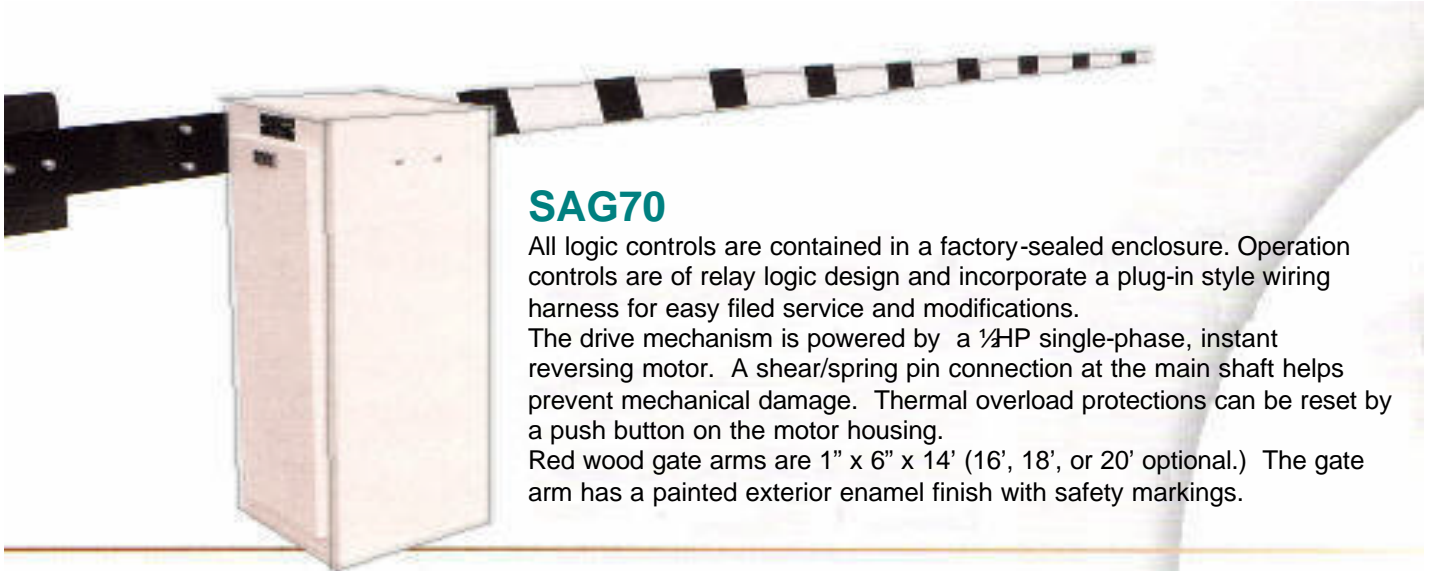 SAG70
All logic controls are contained in a factory-sealed enclosure. Operation
controls are of relay logic design and incorporate a plug-in style wiring
harness for easy filed service and modifications.
The drive mechanism is powered by a ½HP single-phase, instant
reversing motor. A shear/spring pin connection at the main shaft helps
prevent mechanical damage. Thermal overload protections can be reset by
a push button on the motor housing.
Red wood gate arms are 1” x 6” x 14’ (16’, 18’, or 20’ optional.) The gate
arm has a painted exterior enamel finish with safety markings.